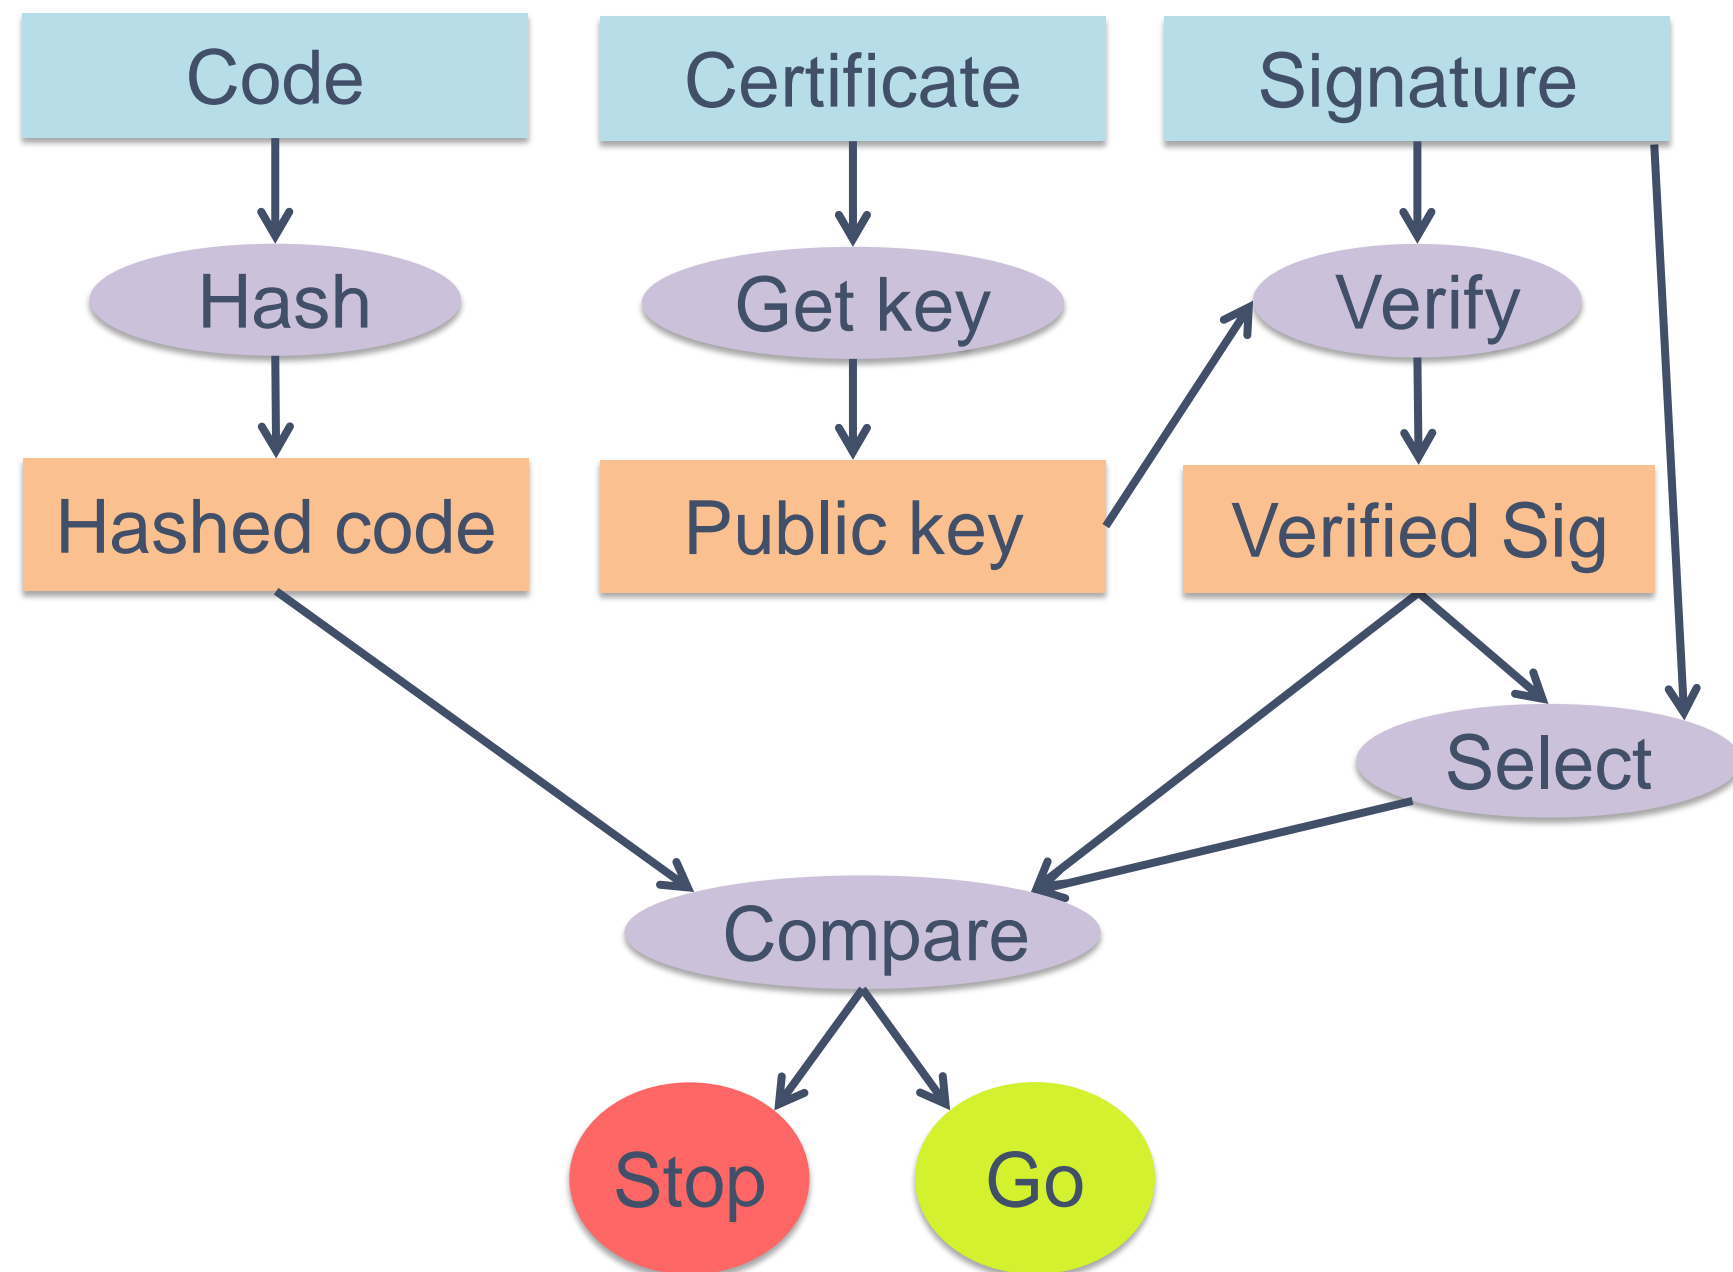 Code
Certificate
Signature
Hash
Get key
Verify
Hashed code
Public key
Verified Sig
Select
Compare
Stop
Go